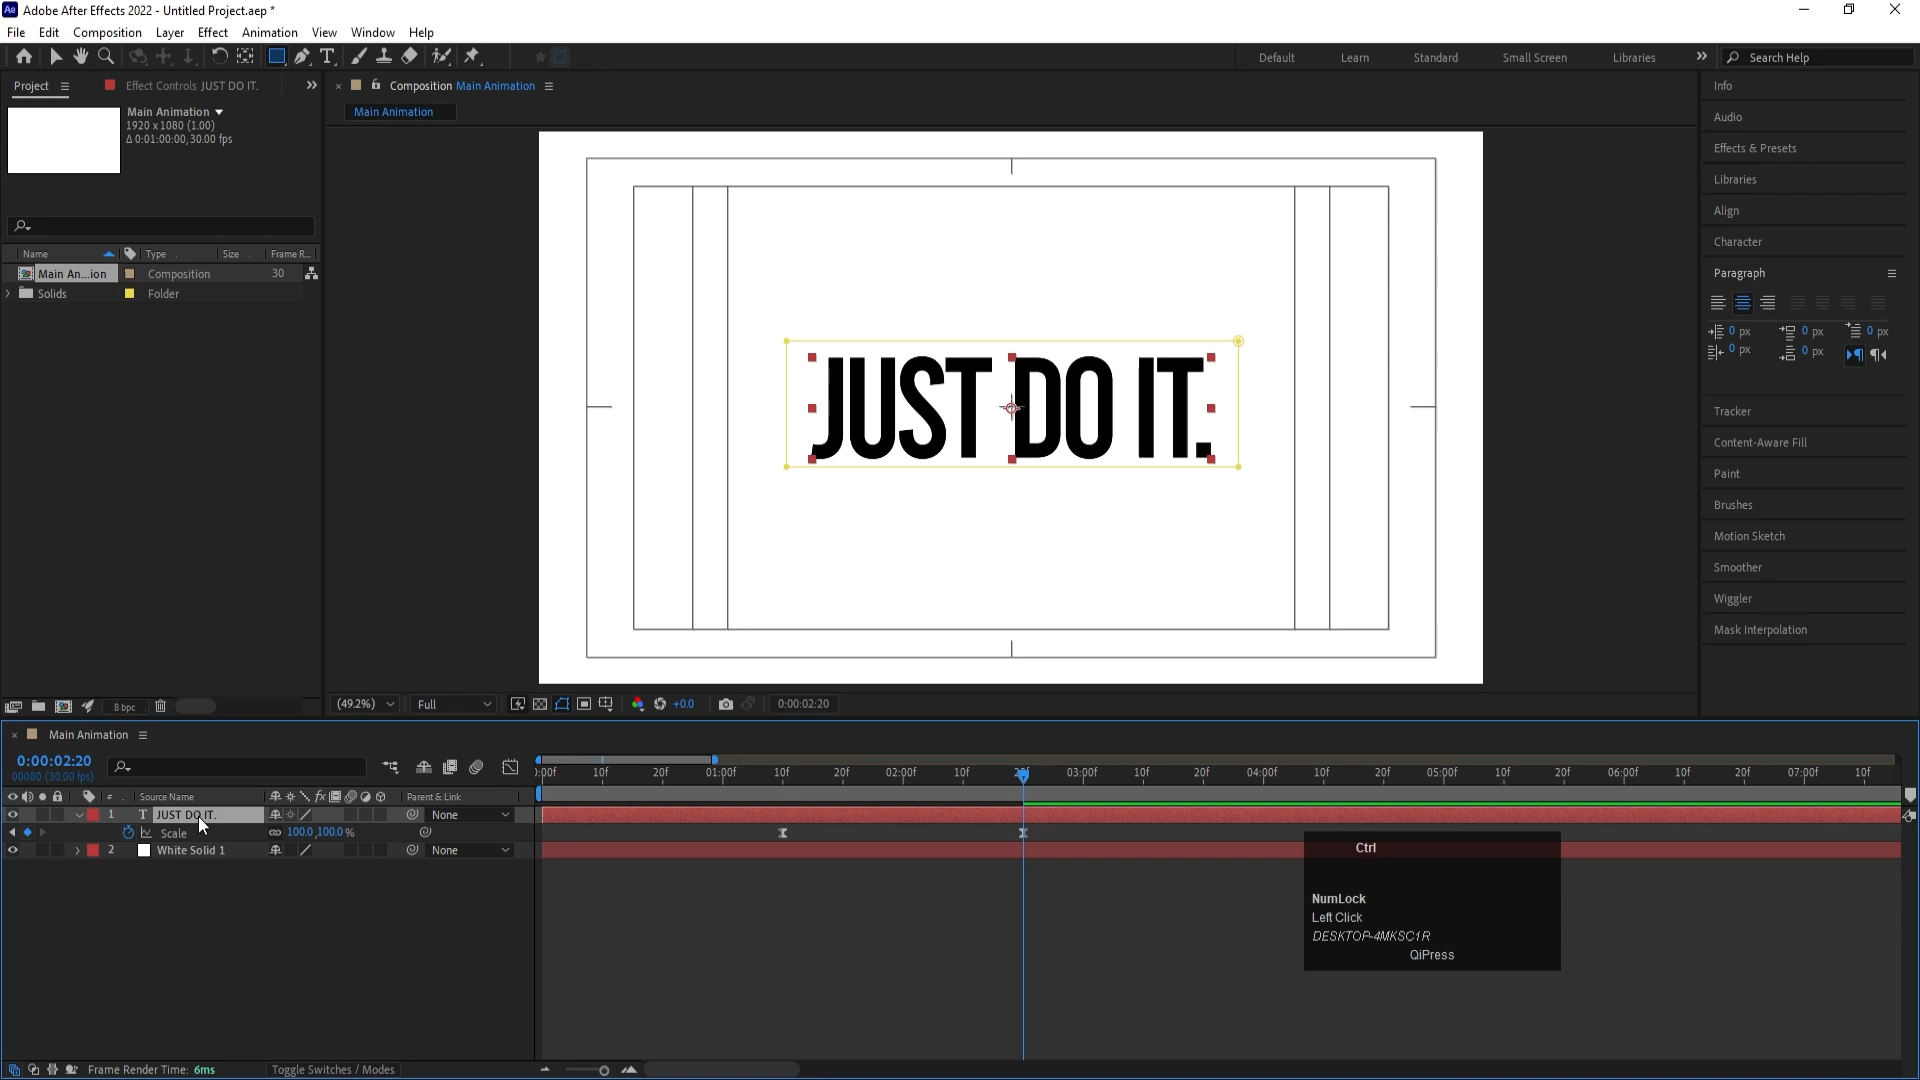 Adobe After Effects 2022 - Untitled Project.aep *
File Edit Composition Layer Effect Animation View Window Help
Default Learn Standard Small Screen Libraries Search Help
Project Effect Controls JUST DO IT.
Composition Main Animation
Main Animation
Main Animation
1920 x 1080 (1.00)
Δ 0:01:00:00, 30.00 fps
Name Type Size Frame R...
Main An...ion Composition 30
Solids Folder
8 bpc
JUST DO IT.
(49.2%) Full +0.0 0:00:02:20
Info
Audio
Effects & Presets
Libraries
Align
Character
Paragraph
0 px 0 px 0 px
0 px 0 px
Tracker
Content-Aware Fill
Paint
Brushes
Motion Sketch
Smoother
Wiggler
Mask Interpolation
Main Animation
0:00:02:20
00080 (30.00 fps)
# Source Name Parent & Link
1 T JUST DO IT. None
Scale 100.0, 100.0 %
2 White Solid 1 None
):00f 10f 20f 01:00f 10f 20f 02:00f 10f 20f 03:00f 10f 20f 04:00f 10f 20f 05:00f 10f 20f 06:00f 10f 20f 07:00f 10f
Ctrl
NumLock
Left Click
DESKTOP-4MKSC1R
QiPress
Frame Render Time: 6ms Toggle Switches / Modes